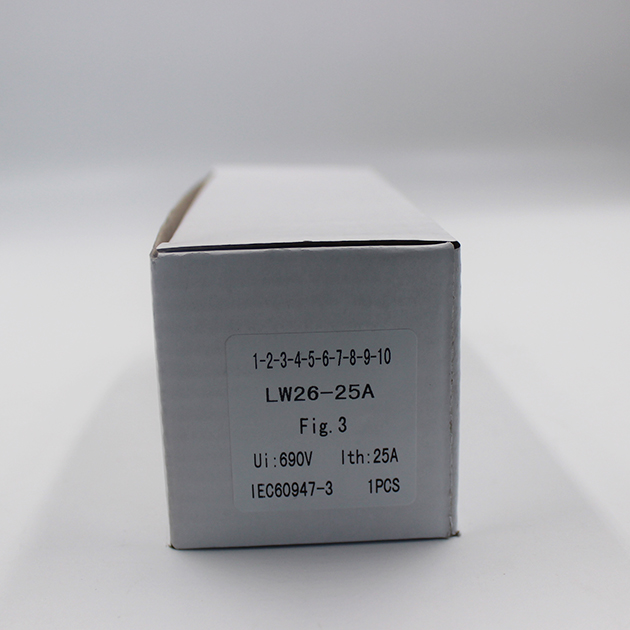 1-2-3-4-5-6-7-8-9-10
LW26-25A
Fig.3
Ui:690V Ith:25A
IEC60947-3 1PCS